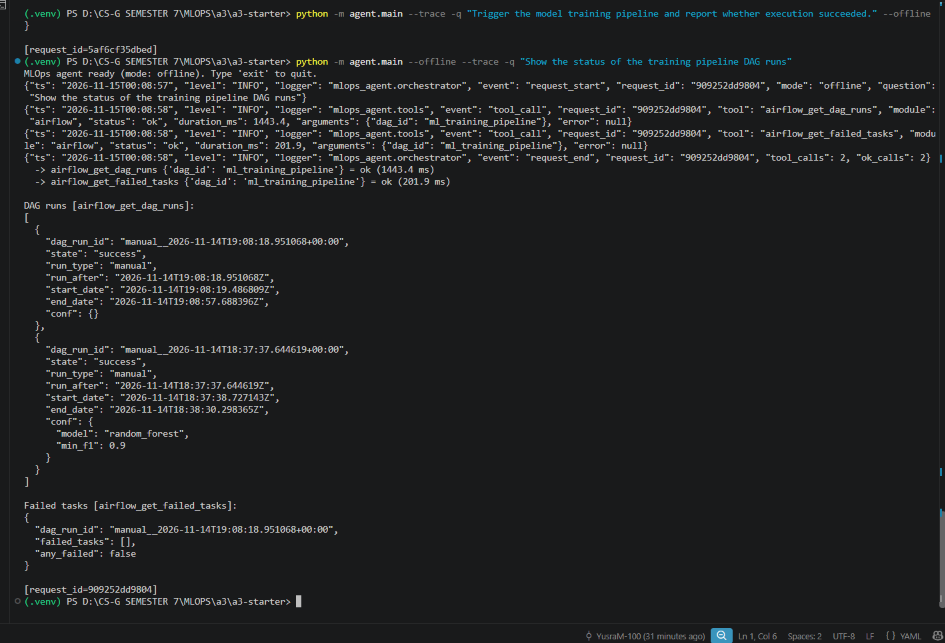 (.venv) PS D:\CS-G SEMESTER 7\MLOPS\a3\a3-starter> python -m agent.main --trace -q "Trigger the model training pipeline and report whether execution succeeded." --offline
}
[request_id=5af6cf35dbed]
(.venv) PS D:\CS-G SEMESTER 7\MLOPS\a3\a3-starter> python -m agent.main --offline --trace -q "Show the status of the training pipeline DAG runs"
MLOps agent ready (mode: offline). Type 'exit' to quit.
{"ts": "2026-11-15T00:08:57", "level": "INFO", "logger": "mlops_agent.orchestrator", "event": "request_start", "request_id": "909252dd9804", "mode": "offline", "question":
"Show the status of the training pipeline DAG runs"}
{"ts": "2026-11-15T00:08:58", "level": "INFO", "logger": "mlops_agent.tools", "event": "tool_call", "request_id": "909252dd9804", "tool": "airflow_get_dag_runs", "module":
"airflow", "status": "ok", "duration_ms": 1443.4, "arguments": {"dag_id": "ml_training_pipeline"}, "error": null}
{"ts": "2026-11-15T00:08:58", "level": "INFO", "logger": "mlops_agent.tools", "event": "tool_call", "request_id": "909252dd9804", "tool": "airflow_get_failed_tasks", "modu
le": "airflow", "status": "ok", "duration_ms": 201.9, "arguments": {"dag_id": "ml_training_pipeline"}, "error": null}
{"ts": "2026-11-15T00:08:58", "level": "INFO", "logger": "mlops_agent.orchestrator", "event": "request_end", "request_id": "909252dd9804", "tool_calls": 2, "ok_calls": 2}
-> airflow_get_dag_runs {'dag_id': 'ml_training_pipeline'} = ok (1443.4 ms)
-> airflow_get_failed_tasks {'dag_id': 'ml_training_pipeline'} = ok (201.9 ms)
DAG runs [airflow_get_dag_runs]:
[
{
"dag_run_id": "manual__2026-11-14T19:08:18.951068+00:00",
"state": "success",
"run_type": "manual",
"run_after": "2026-11-14T19:08:18.951068Z",
"start_date": "2026-11-14T19:08:19.486809Z",
"end_date": "2026-11-14T19:08:57.688396Z",
"conf": {}
},
{
"dag_run_id": "manual__2026-11-14T18:37:37.644619+00:00",
"state": "success",
"run_type": "manual",
"run_after": "2026-11-14T18:37:37.644619Z",
"start_date": "2026-11-14T18:37:38.727143Z",
"end_date": "2026-11-14T18:38:30.298365Z",
"conf": {
"model": "random_forest",
"min_f1": 0.9
}
}
]
Failed tasks [airflow_get_failed_tasks]:
{
"dag_run_id": "manual__2026-11-14T19:08:18.951068+00:00",
"failed_tasks": [],
"any_failed": false
}
[request_id=909252dd9804]
(.venv) PS D:\CS-G SEMESTER 7\MLOPS\a3\a3-starter>
YusraM-100 (31 minutes ago) Ln 1, Col 6 Spaces: 2 UTF-8 LF {} YAML